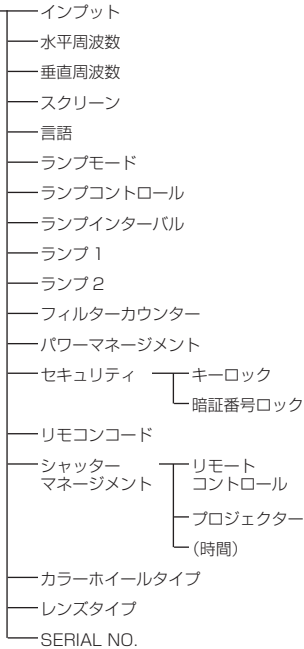 インプット
水平周波数
垂直周波数
スクリーン
言語
ランプモード
ランプコントロール
ランプインターバル
ランプ 1
ランプ 2
フィルターカウンター
パワーマネージメント
セキュリティ
キーロック
暗証番号ロック
リモコンコード
シャッター
マネージメント
リモート
コントロール
プロジェクター
(時間)
カラーホイールタイプ
レンズタイプ
SERIAL NO.